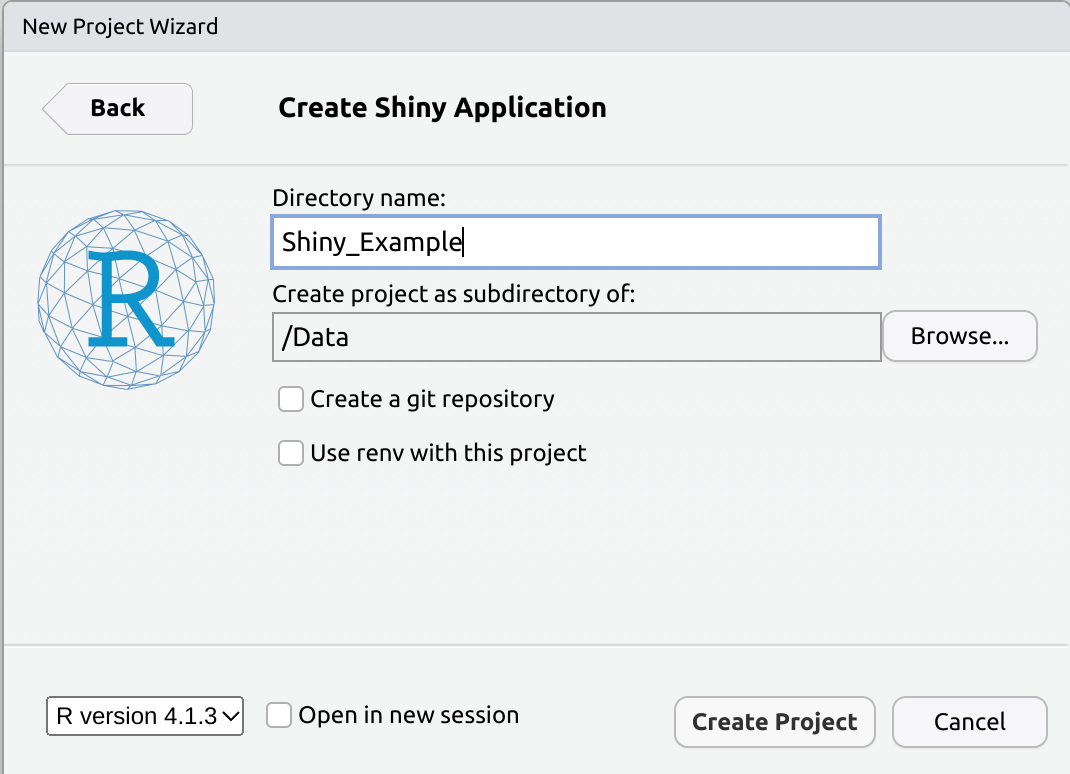 New Project Wizard
Back
Create Shiny Application
R
Directory name:
Shiny_Example
Create project as subdirectory of:
/Data
Browse...
Create a git repository
Use renv with this project
R version 4.1.3
Open in new session
Create Project
Cancel